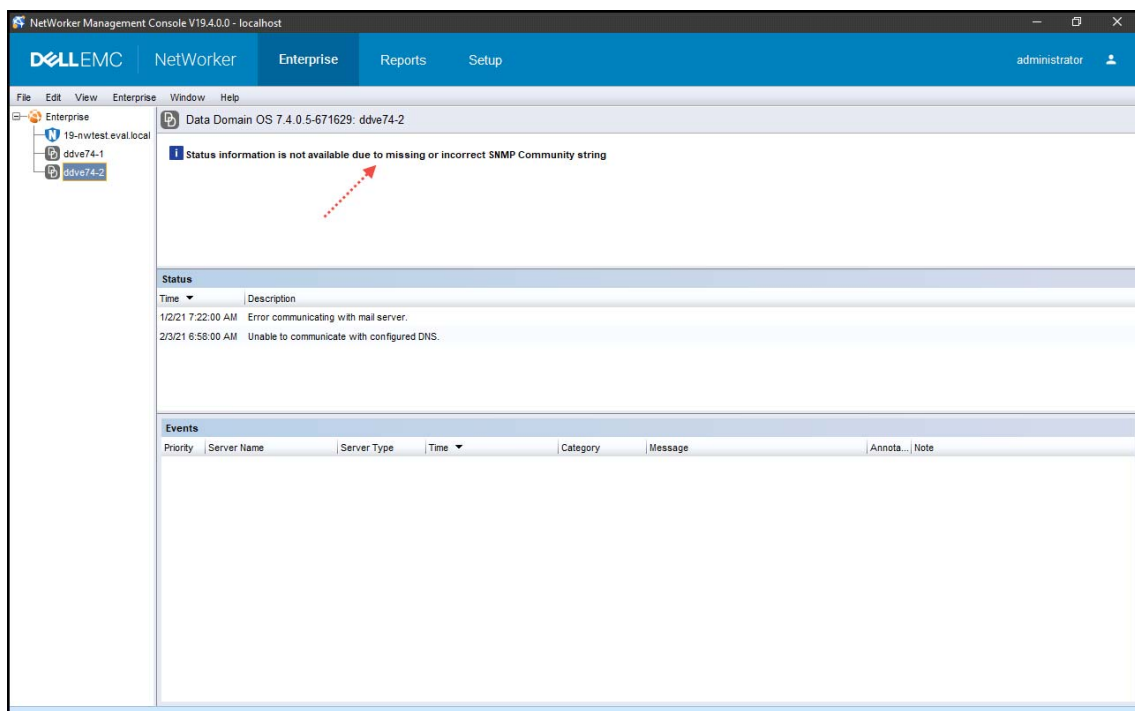 NetWorker Management Console V19.4.0.0 - localhost
DELLEMC NetWorker Enterprise Reports Setup administrator
File Edit View Enterprise Window Help
Enterprise
19-nwtest.eval.local
ddve74-1
ddve74-2
Data Domain OS 7.4.0.5-671629: ddve74-2
Status information is not available due to missing or incorrect SNMP Community string
Status
Time Description
1/2/21 7:22:00 AM Error communicating with mail server.
2/3/21 6:58:00 AM Unable to communicate with configured DNS.
Events
Priority Server Name Server Type Time Category Message Annota... Note